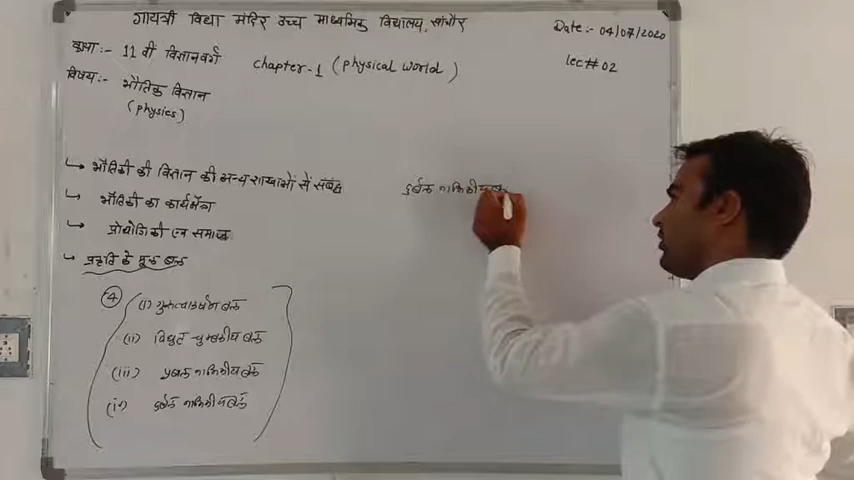 गायत्री विद्या मंदिर उच्च माध्यमिक विद्यालय, सांचौर
Date:- 04/07/2020
कक्षा:- 11 वी विज्ञानवर्ग
chapter-1 (physical world)
lec#02
विषय:- भौतिक विज्ञान
(physics)
भौतिकी की विज्ञान की अन्य शाखाओं से संबंध
भौतिकी का कार्यक्षेत्र
प्रोद्योगिकी एवं समाज
प्रकृति के मूल बल
4
(i) गुरूत्वाकर्षण बल
(ii) विद्युत चुम्बकीय बल
(iii) प्रबल नाभिकीय बल
(iv) दुर्बल नाभिकीय बल
दुर्बल नाभिकीय